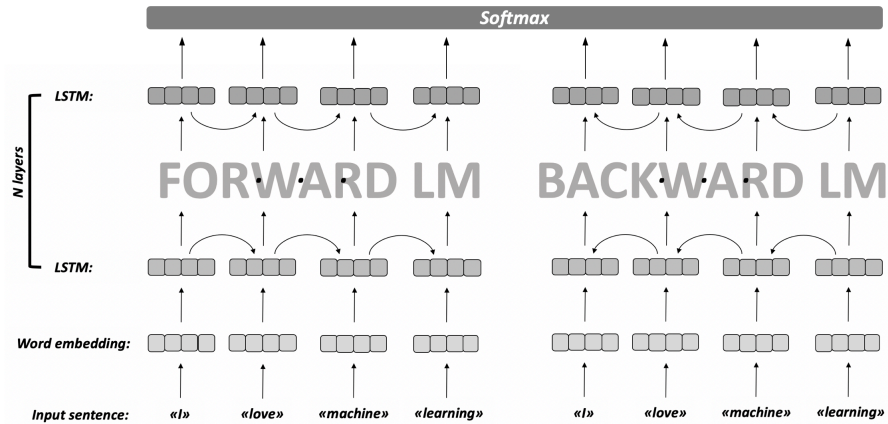 Softmax
LSTM:
N layers
FORWARD LM
BACKWARD LM
LSTM:
Word embedding:
Input sentence:
«I» «love» «machine» «learning» «I» «love» «machine» «learning»